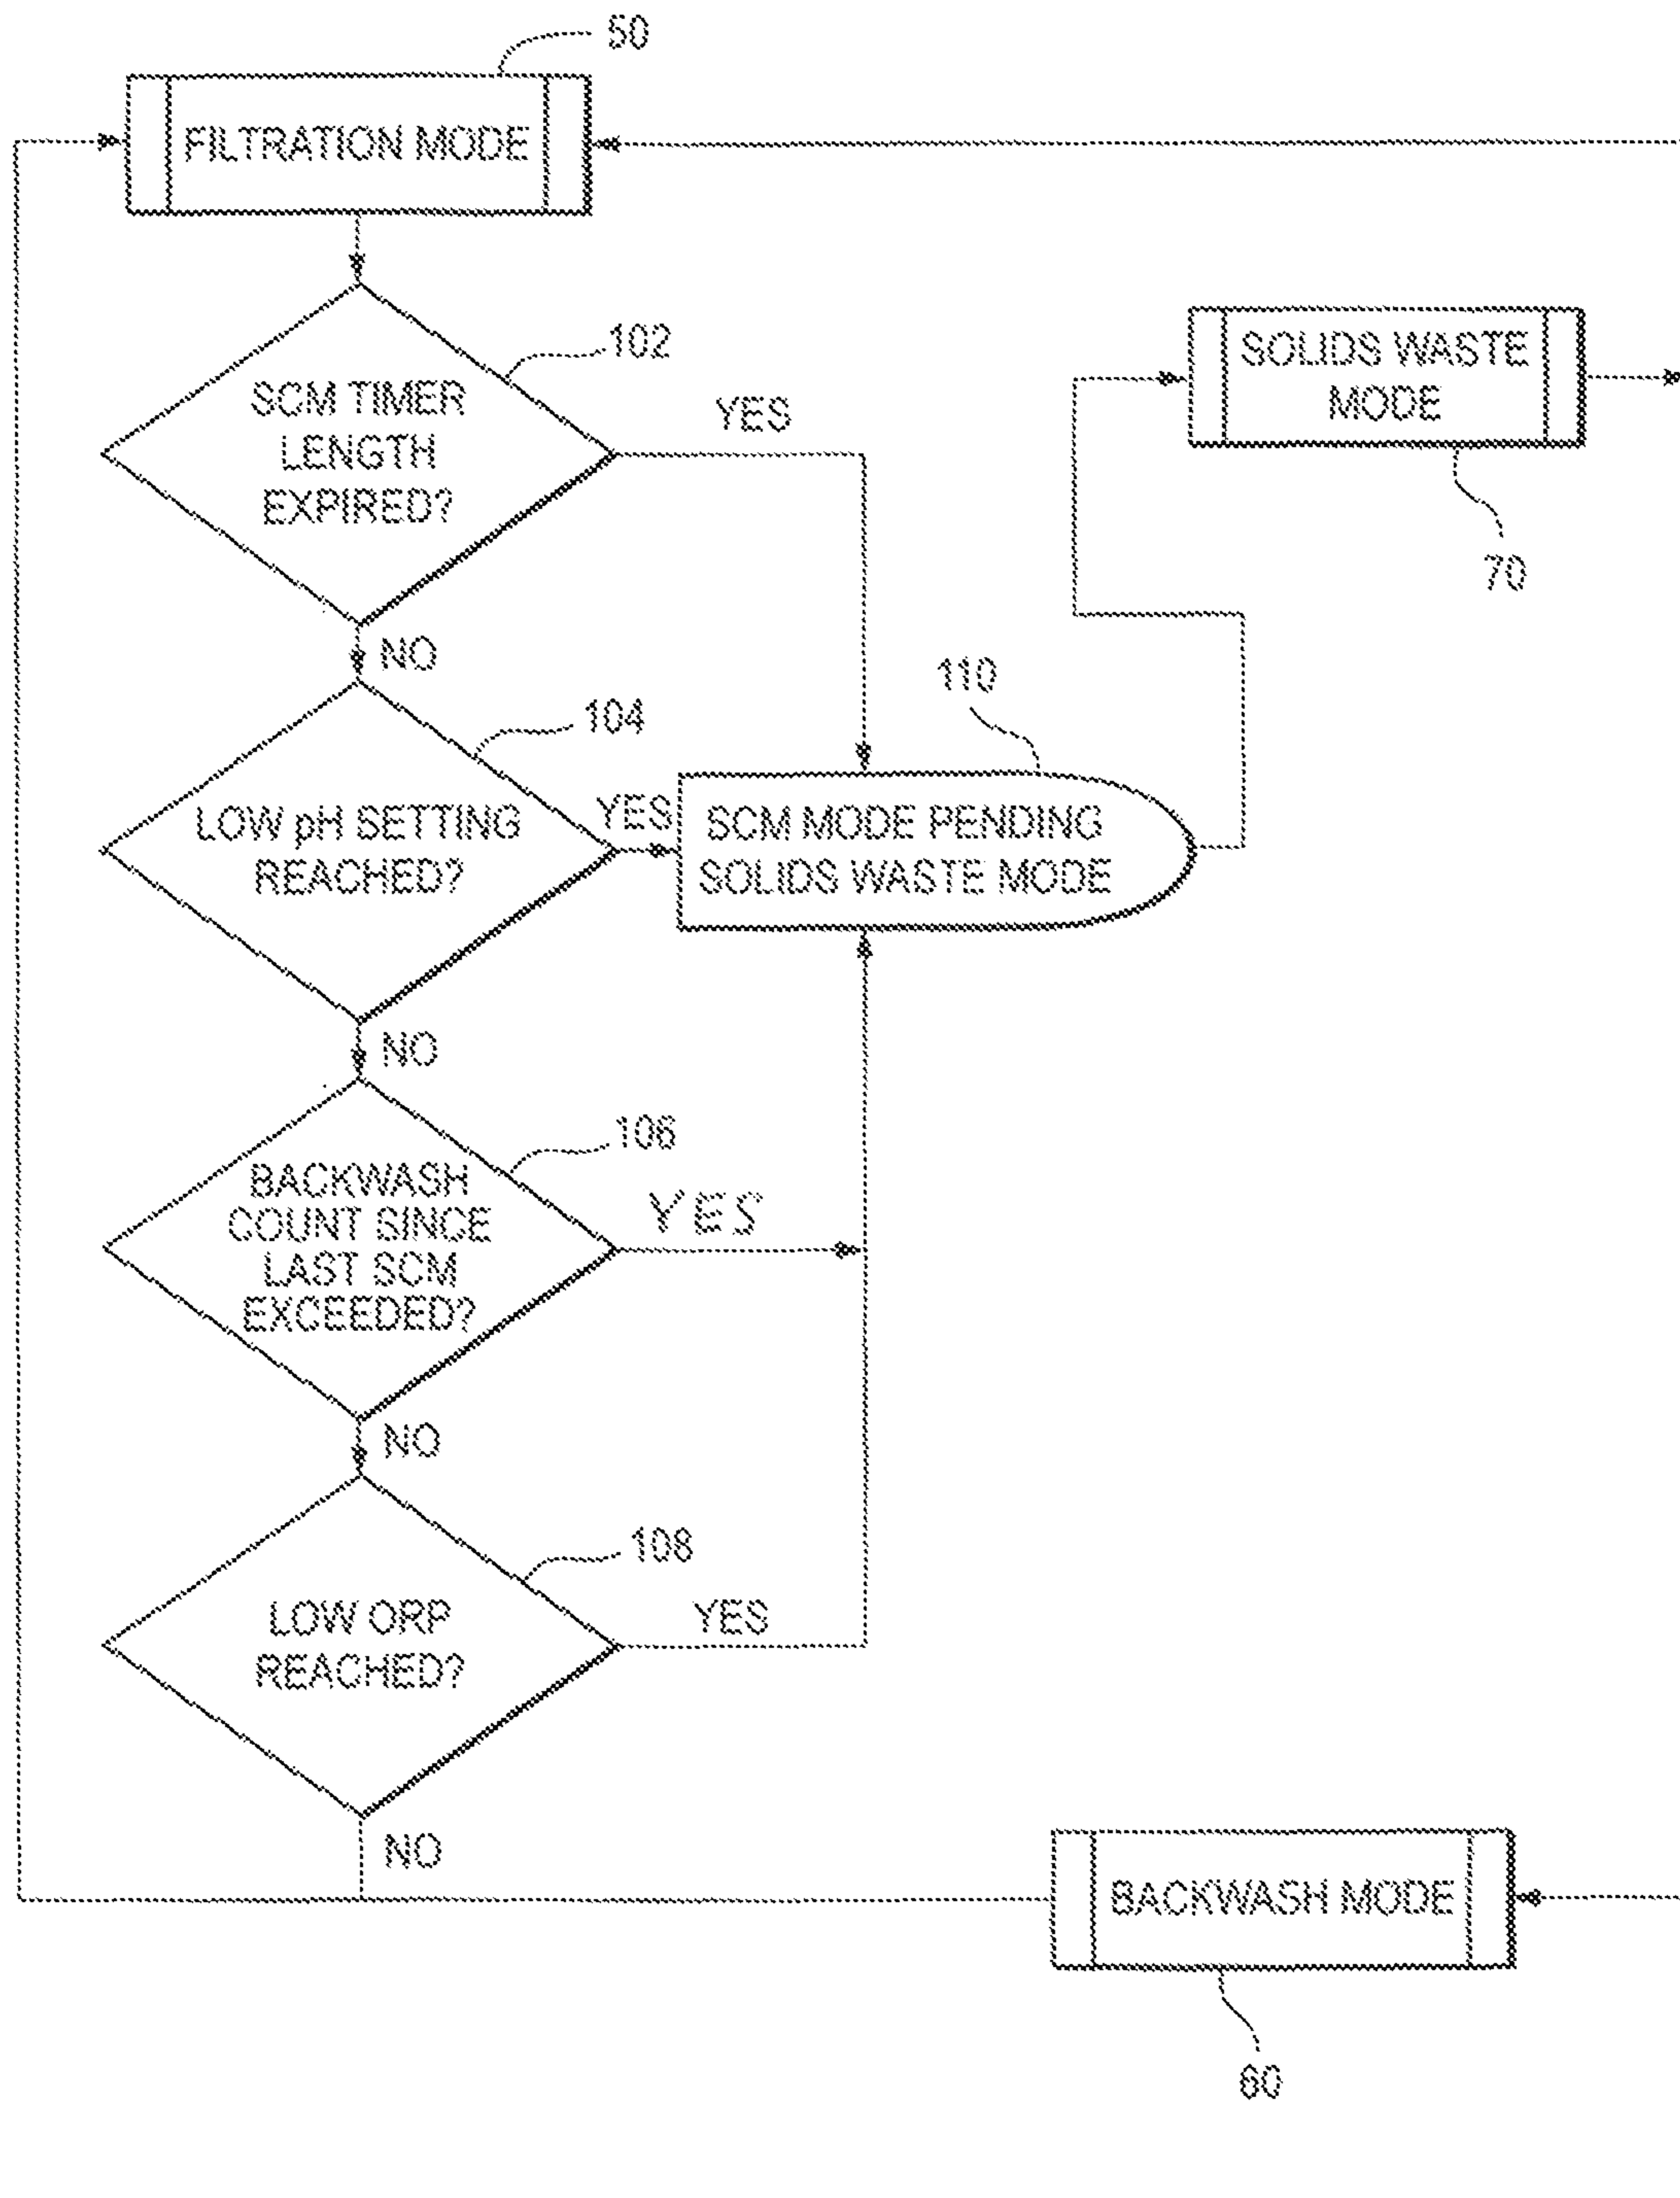 50
FILTRATION MODE
102
SCM TIMER
LENGTH
EXPIRED?
YES
SOLIDS WASTE
MODE
70
NO
104
110
LOW pH SETTING
REACHED?
YES
SCM MODE PENDING
SOLIDS WASTE MODE
NO
106
BACKWASH
COUNT SINCE
LAST SCM
EXCEEDED?
YES
NO
108
LOW ORP
REACHED?
YES
NO
BACKWASH MODE
60